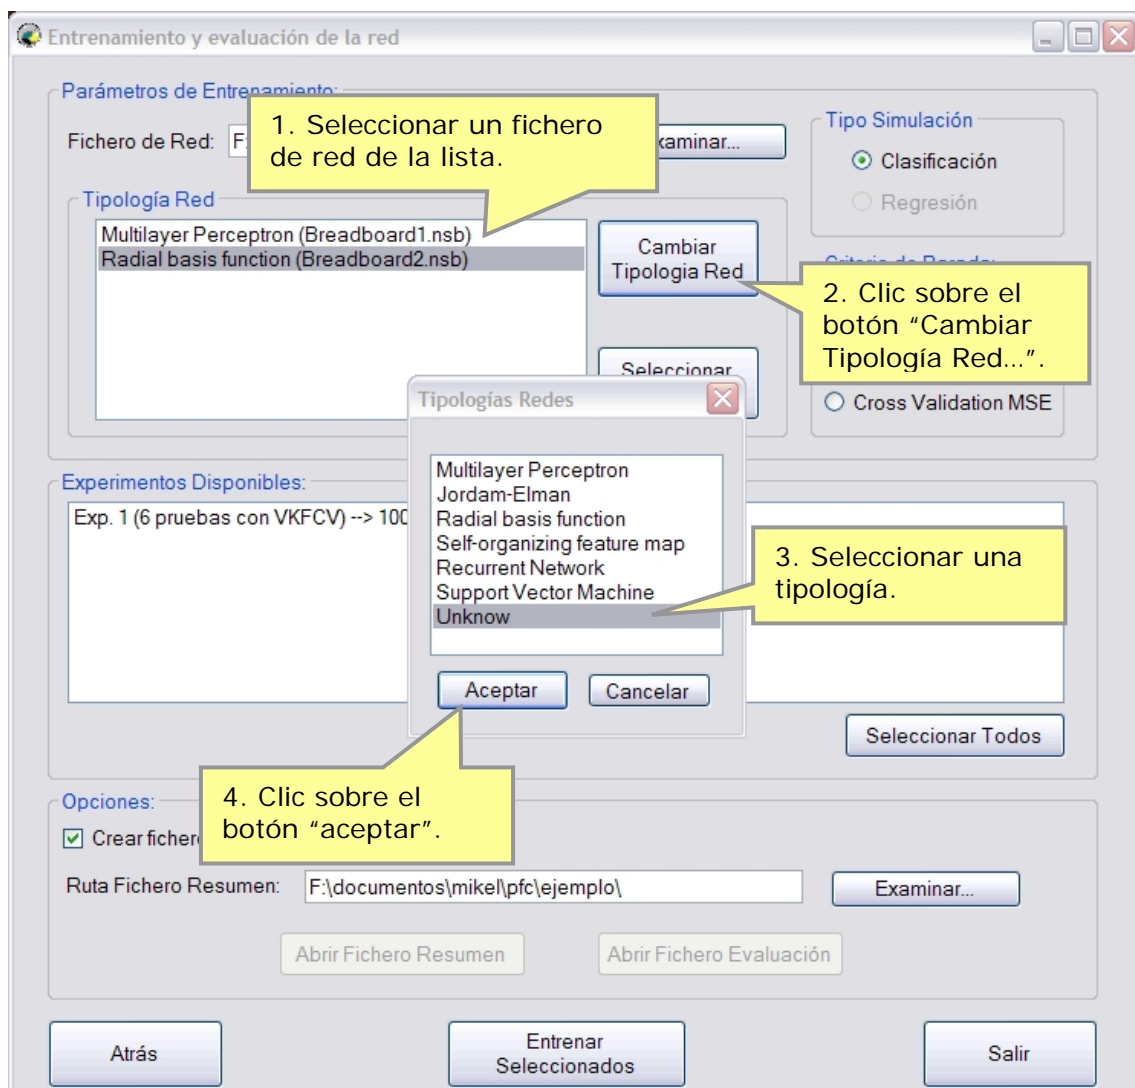 Entrenamiento y evaluación de la red
Parámetros de Entrenamiento:
1. Seleccionar un fichero
de red de la lista.
Fichero de Red: F:
Tipo Simulación
Clasificación
Regresión
Tipología Red
Multilayer Perceptron (Breadboard1.nsb)
Radial basis function (Breadboard2.nsb)
Cambiar
Tipologia Red
2. Clic sobre el
botón “Cambiar
Tipología Red...”.
Seleccionar
Cross Validation MSE
Tipologías Redes
Multilayer Perceptron
Jordam-Elman
Radial basis function
Self-organizing feature map
Recurrent Network
Support Vector Machine
Unknow
Aceptar Cancelar
Experimentos Disponibles:
Exp. 1 (6 pruebas con VKFCV) --> 100
3. Seleccionar una
tipología.
Seleccionar Todos
4. Clic sobre el
botón “aceptar”.
Opciones:
Crear fichero
Ruta Fichero Resumen: F:\documentos\mikel\pfc\ejemplo\ Examinar...
Abrir Fichero Resumen Abrir Fichero Evaluación
Atrás
Entrenar
Seleccionados
Salir